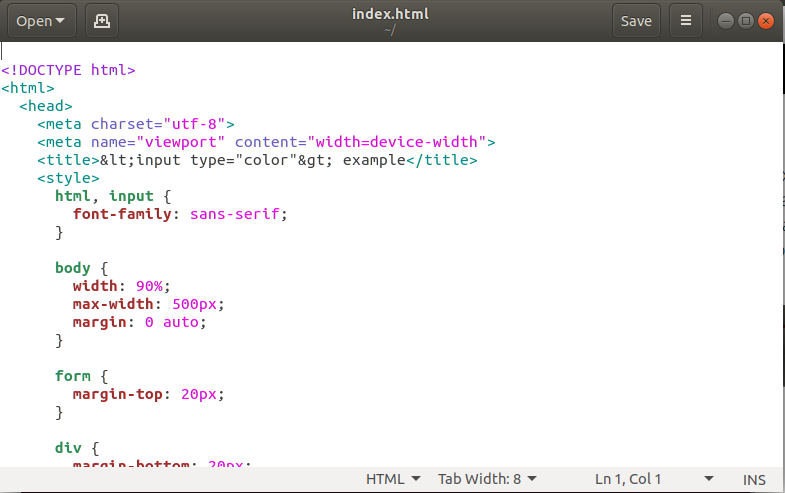 Open
index.html
~/
Save
<!DOCTYPE html>
<html>
  <head>
    <meta charset="utf-8">
    <meta name="viewport" content="width=device-width">
    <title>&lt;input type="color"&gt; example</title>
    <style>
      html, input {
        font-family: sans-serif;
      }

      body {
        width: 90%;
        max-width: 500px;
        margin: 0 auto;
      }

      form {
        margin-top: 20px;
      }

      div {
        margin-bottom: 20px;
HTML Tab Width: 8 Ln 1, Col 1 INS